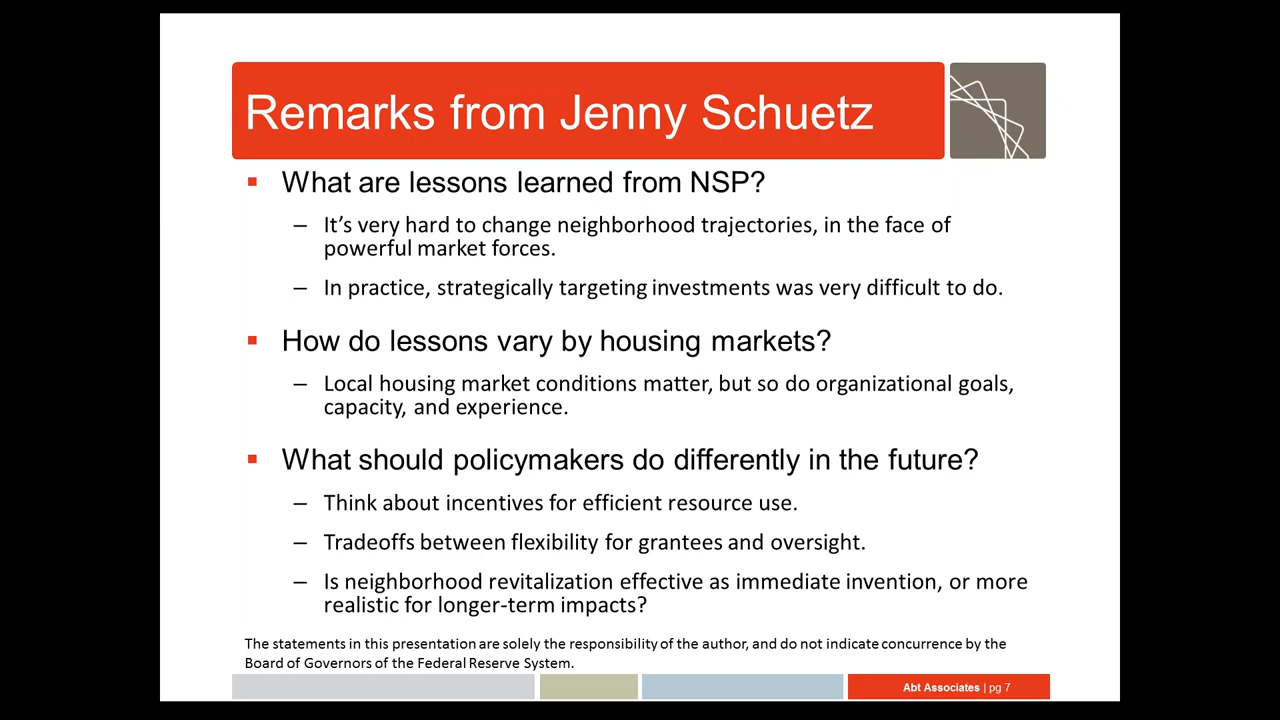 Remarks from Jenny Schuetz
▪ What are lessons learned from NSP?
– It’s very hard to change neighborhood trajectories, in the face of
powerful market forces.
– In practice, strategically targeting investments was very difficult to do.
▪ How do lessons vary by housing markets?
– Local housing market conditions matter, but so do organizational goals,
capacity, and experience.
▪ What should policymakers do differently in the future?
– Think about incentives for efficient resource use.
– Tradeoffs between flexibility for grantees and oversight.
– Is neighborhood revitalization effective as immediate invention, or more
realistic for longer-term impacts?
The statements in this presentation are solely the responsibility of the author, and do not indicate concurrence by the
Board of Governors of the Federal Reserve System.
Abt Associates | pg 7